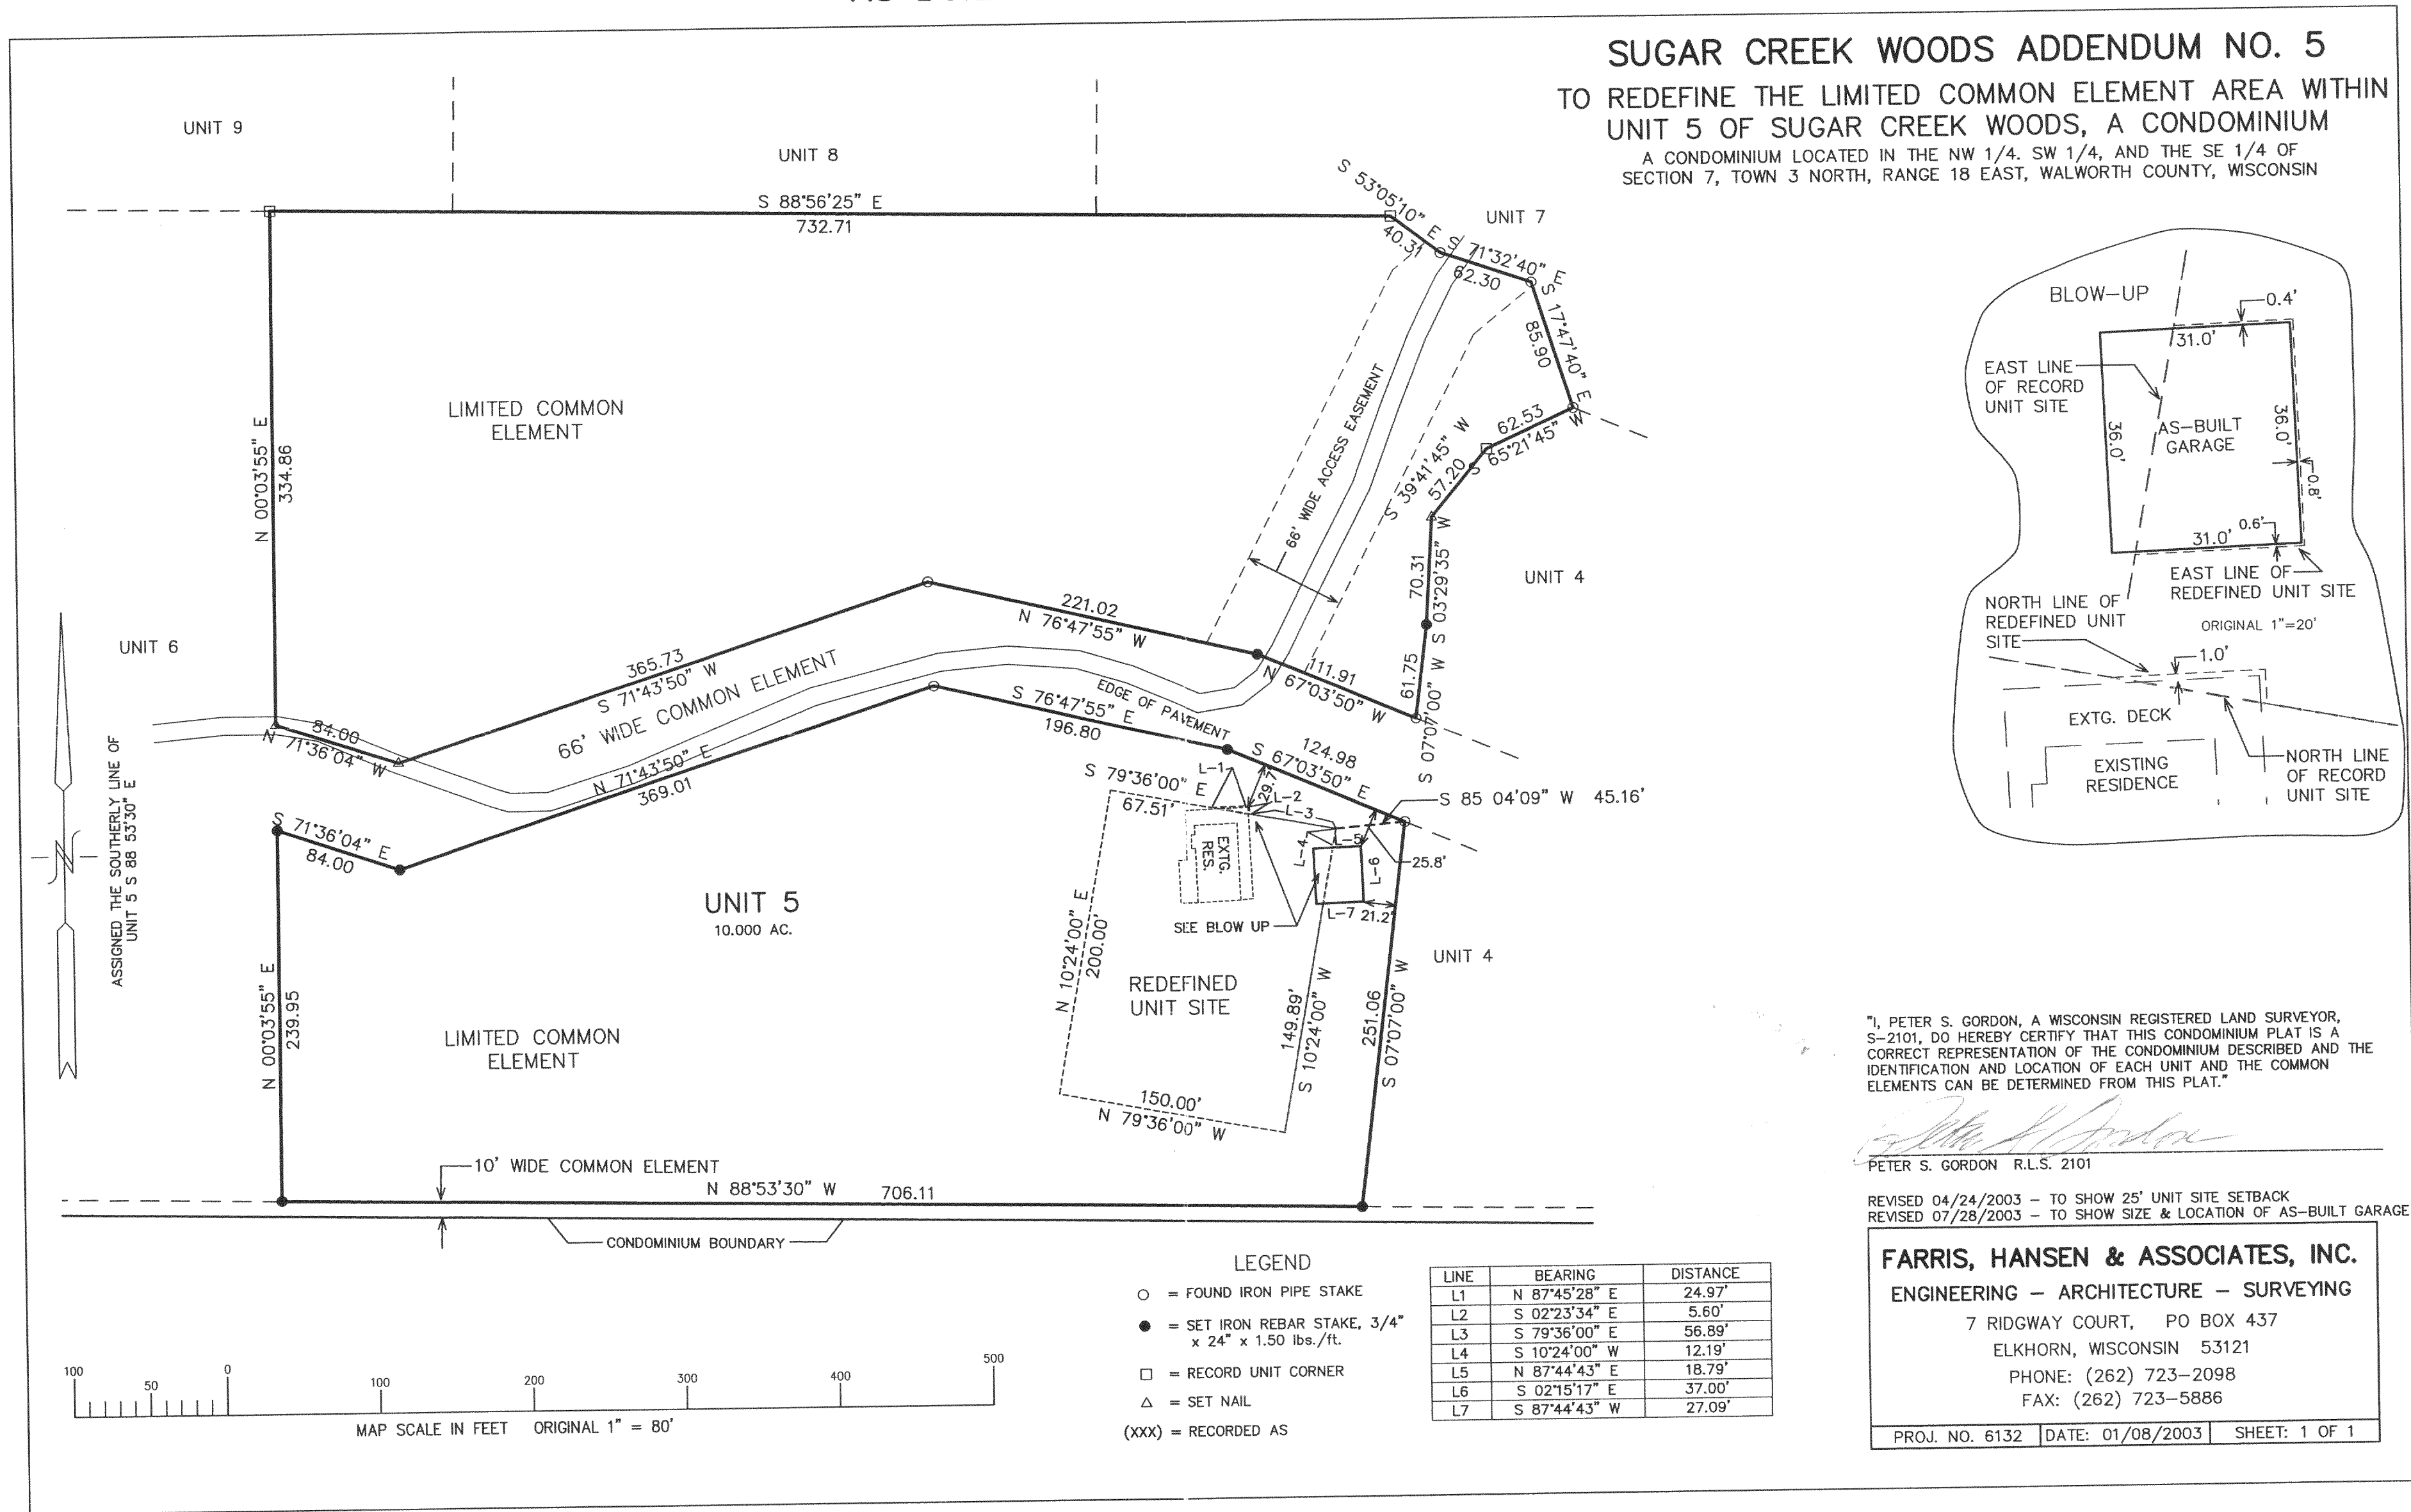 SUGAR CREEK WOODS ADDENDUM NO. 5
TO REDEFINE THE LIMITED COMMON ELEMENT AREA WITHIN
UNIT 5 OF SUGAR CREEK WOODS, A CONDOMINIUM
A CONDOMINIUM LOCATED IN THE NW 1/4. SW 1/4, AND THE SE 1/4 OF
SECTION 7, TOWN 3 NORTH, RANGE 18 EAST, WALWORTH COUNTY, WISCONSIN
UNIT 9
UNIT 8
UNIT 7
S 88°56'25" E
732.71
S 53°05'10" E
40.31
S 71°32'40" E
62.30
S 17°47'40" E
85.90
62.53
S 65°21'45" W
S 39°41'45" W
57.20
70.31
S 03°29'35" W
61.75
S 07°07'00" W
UNIT 4
LIMITED COMMON
ELEMENT
N 00°03'55" E
334.86
66' WIDE ACCESS EASEMENT
221.02
N 76°47'55" W
111.91
N 67°03'50" W
365.73
S 71°43'50" W
66' WIDE COMMON ELEMENT
UNIT 6
84.00
N 71°36'04" W
EDGE OF PAVEMENT
S 76°47'55" E
196.80
N 71°43'50" E
369.01
S 71°36'04" E
84.00
124.98
S 67°03'50" E
ASSIGNED THE SOUTHERLY LINE OF
UNIT 5 S 88 53'30" E
N
S 79°36'00" E
67.51'
L-1
29.7'
L-2
L-3
L-4
L-5
L-6
L-7
21.2'
25.8'
S 85 04'09" W 45.16'
EXTG.
RES.
SEE BLOW UP
UNIT 5
10.000 AC.
N 10°24'00" E
200.00'
REDEFINED
UNIT SITE
149.89'
S 10°24'00" W
251.06
S 07°07'00" W
UNIT 4
150.00'
N 79°36'00" W
N 00°03'55" E
239.95
LIMITED COMMON
ELEMENT
10' WIDE COMMON ELEMENT
N 88°53'30" W 706.11
CONDOMINIUM BOUNDARY
BLOW-UP
0.4'
31.0'
EAST LINE
OF RECORD
UNIT SITE
36.0'
AS-BUILT
GARAGE
36.0'
0.8'
0.6'
31.0'
EAST LINE OF
REDEFINED UNIT SITE
NORTH LINE OF
REDEFINED UNIT
SITE
ORIGINAL 1"=20'
1.0'
EXTG. DECK
EXISTING
RESIDENCE
NORTH LINE
OF RECORD
UNIT SITE
"I, PETER S. GORDON, A WISCONSIN REGISTERED LAND SURVEYOR,
S-2101, DO HEREBY CERTIFY THAT THIS CONDOMINIUM PLAT IS A
CORRECT REPRESENTATION OF THE CONDOMINIUM DESCRIBED AND THE
IDENTIFICATION AND LOCATION OF EACH UNIT AND THE COMMON
ELEMENTS CAN BE DETERMINED FROM THIS PLAT."
PETER S. GORDON R.L.S. 2101
REVISED 04/24/2003 - TO SHOW 25' UNIT SITE SETBACK
REVISED 07/28/2003 - TO SHOW SIZE & LOCATION OF AS-BUILT GARAGE
FARRIS, HANSEN & ASSOCIATES, INC.
ENGINEERING - ARCHITECTURE - SURVEYING
7 RIDGWAY COURT, PO BOX 437
ELKHORN, WISCONSIN 53121
PHONE: (262) 723-2098
FAX: (262) 723-5886
PROJ. NO. 6132 DATE: 01/08/2003 SHEET: 1 OF 1
LEGEND
○ = FOUND IRON PIPE STAKE
● = SET IRON REBAR STAKE, 3/4"
x 24" x 1.50 lbs./ft.
□ = RECORD UNIT CORNER
△ = SET NAIL
(XXX) = RECORDED AS
LINE BEARING DISTANCE
L1 N 87°45'28" E 24.97'
L2 S 02°23'34" E 5.60'
L3 S 79°36'00" E 56.89'
L4 S 10°24'00" W 12.19'
L5 N 87°44'43" E 18.79'
L6 S 02°15'17" E 37.00'
L7 S 87°44'43" W 27.09'
100 50 0 100 200 300 400 500
MAP SCALE IN FEET ORIGINAL 1" = 80'